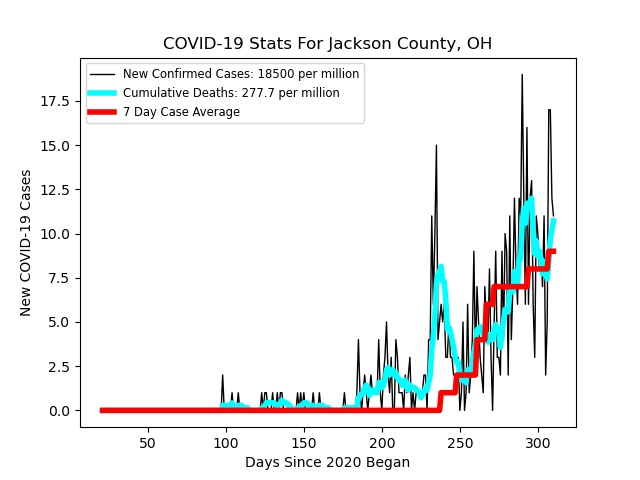 COVID-19 Stats For Jackson County, OH
New Confirmed Cases: 18500 per million
Cumulative Deaths: 277.7 per million
7 Day Case Average
17.5
15.0
12.5
10.0
7.5
5.0
2.5
0.0
New COVID-19 Cases
50 100 150 200 250 300
Days Since 2020 Began